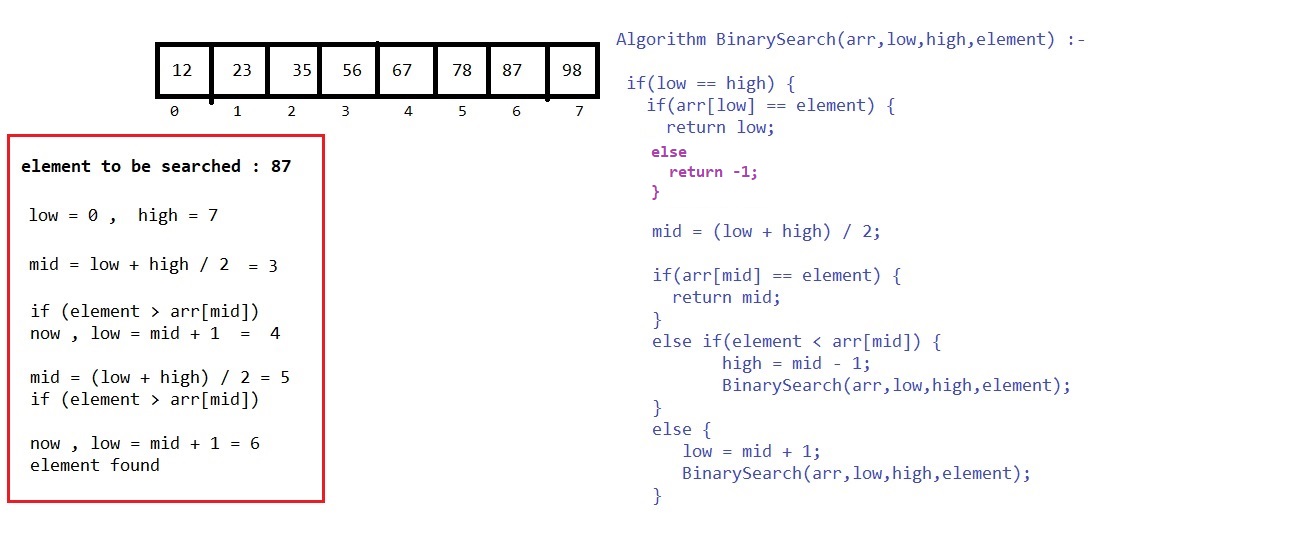 12 23 35 56 67 78 87 98
0 1 2 3 4 5 6 7
element to be searched : 87
low = 0 , high = 7
mid = low + high / 2 = 3
if (element > arr[mid])
now , low = mid + 1 = 4
mid = (low + high) / 2 = 5
if (element > arr[mid])
now , low = mid + 1 = 6
element found
Algorithm BinarySearch(arr,low,high,element) :-
if(low == high) {
if(arr[low] == element) {
return low;
else
return -1;
}
mid = (low + high) / 2;
if(arr[mid] == element) {
return mid;
}
else if(element < arr[mid]) {
high = mid - 1;
BinarySearch(arr,low,high,element);
}
else {
low = mid + 1;
BinarySearch(arr,low,high,element);
}